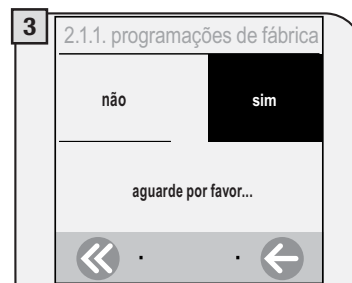 3
2.1.1. programações de fábrica
não
sim
aguarde por favor...